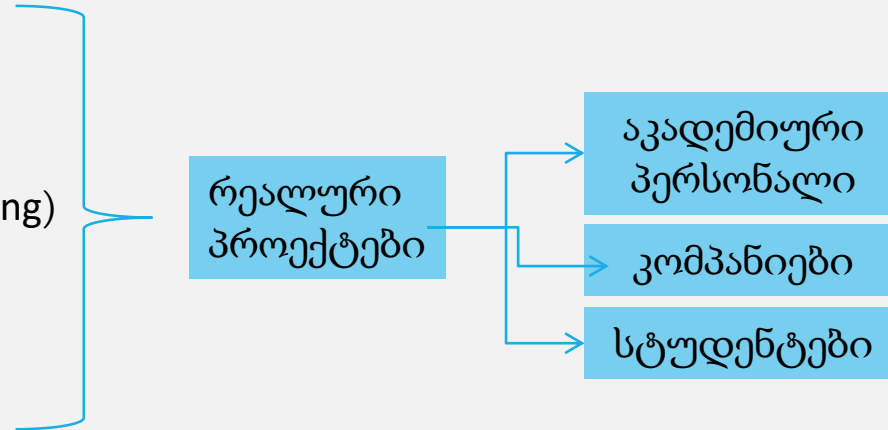 ng)
რეალური
პროექტები
აკადემიური
პერსონალი
კომპანიები
სტუდენტები